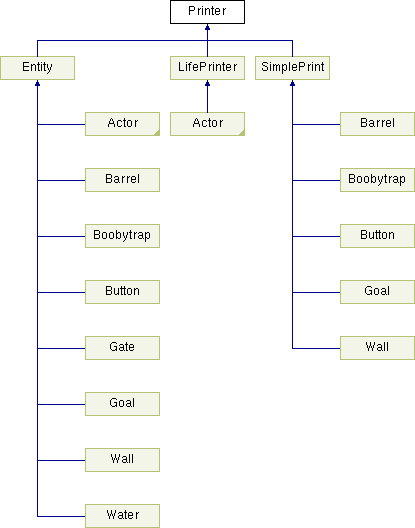 Printer
Entity
LifePrinter
SimplePrint
Actor
Actor
Barrel
Barrel
Boobytrap
Boobytrap
Button
Button
Gate
Goal
Goal
Wall
Wall
Water